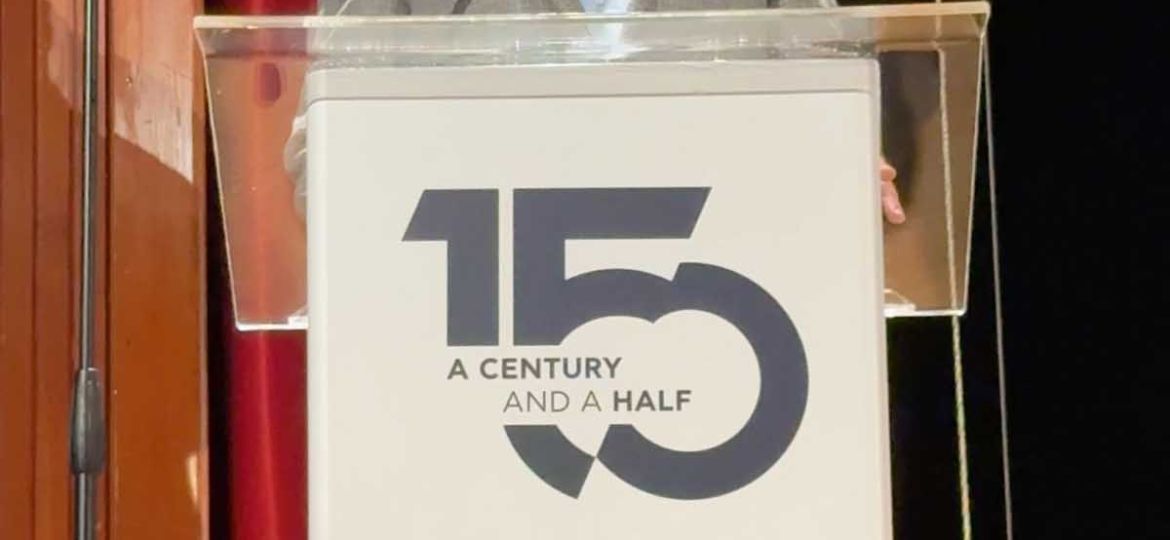 150
A CENTURY
AND A HALF